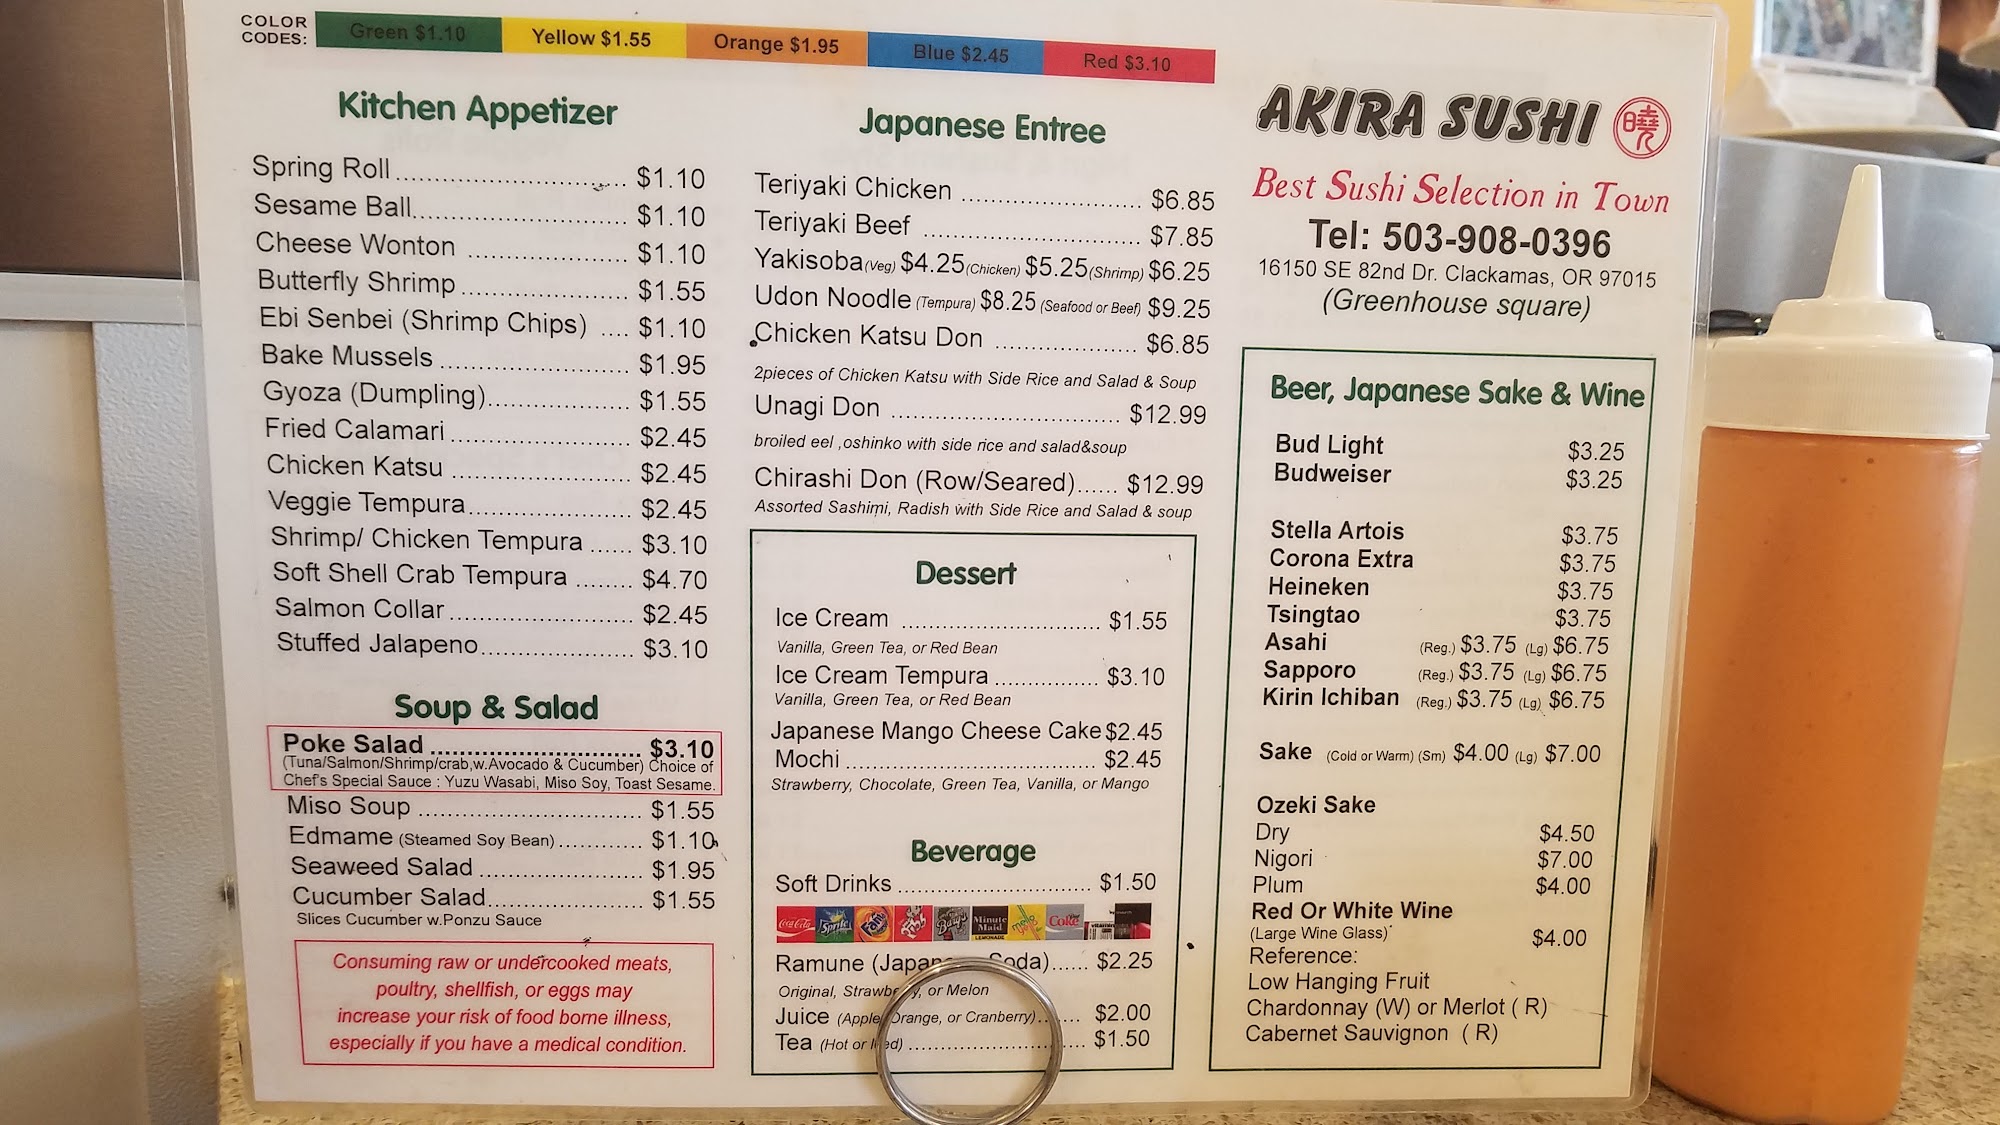 COLOR
CODES:
Green $1.10
Yellow $1.55
Orange $1.95
Blue $2.45
Red $3.10
Kitchen Appetizer
Spring Roll .............................. $1.10
Sesame Ball............................. $1.10
Cheese Wonton ...................... $1.10
Butterfly Shrimp ....................... $1.55
Ebi Senbei (Shrimp Chips) .... $1.10
Bake Mussels .......................... $1.95
Gyoza (Dumpling).................... $1.55
Fried Calamari ......................... $2.45
Chicken Katsu ......................... $2.45
Veggie Tempura....................... $2.45
Shrimp/ Chicken Tempura ...... $3.10
Soft Shell Crab Tempura ........ $4.70
Salmon Collar .......................... $2.45
Stuffed Jalapeno...................... $3.10
Soup & Salad
Poke Salad ............................ $3.10
(Tuna/Salmon/Shrimp/crab,w.Avocado & Cucumber) Choice of
Chef's Special Sauce : Yuzu Wasabi, Miso Soy, Toast Sesame.
Miso Soup ................................ $1.55
Edmame (Steamed Soy Bean) ............ $1.10
Seaweed Salad ....................... $1.95
Cucumber Salad...................... $1.55
Slices Cucumber w.Ponzu Sauce
Consuming raw or undercooked meats,
poultry, shellfish, or eggs may
increase your risk of food borne illness,
especially if you have a medical condition.
Japanese Entree
Teriyaki Chicken ......................... $6.85
Teriyaki Beef .............................. $7.85
Yakisoba (Veg) $4.25 (Chicken) $5.25 (Shrimp) $6.25
Udon Noodle (Tempura) $8.25 (Seafood or Beef) $9.25
Chicken Katsu Don .................... $6.85
2pieces of Chicken Katsu with Side Rice and Salad & Soup
Unagi Don ................................ $12.99
broiled eel ,oshinko with side rice and salad&soup
Chirashi Don (Row/Seared)...... $12.99
Assorted Sashimi, Radish with Side Rice and Salad & soup
Dessert
Ice Cream ............................. $1.55
Vanilla, Green Tea, or Red Bean
Ice Cream Tempura ............... $3.10
Vanilla, Green Tea, or Red Bean
Japanese Mango Cheese Cake $2.45
Mochi .................................... $2.45
Strawberry, Chocolate, Green Tea, Vanilla, or Mango
Beverage
Soft Drinks ............................ $1.50
Coca-Cola Sprite Fanta Minute Maid LEMONADE Coke
Ramune (Japan Soda)...... $2.25
Original, Strawberry, or Melon
Juice (Apple, Orange, or Cranberry)....... $2.00
Tea (Hot or Iced) .......................... $1.50
AKIRA SUSHI 曉
Best Sushi Selection in Town
Tel: 503-908-0396
16150 SE 82nd Dr. Clackamas, OR 97015
(Greenhouse square)
Beer, Japanese Sake & Wine
Bud Light $3.25
Budweiser $3.25
Stella Artois $3.75
Corona Extra $3.75
Heineken $3.75
Tsingtao $3.75
Asahi (Reg.) $3.75 (Lg) $6.75
Sapporo (Reg.) $3.75 (Lg) $6.75
Kirin Ichiban (Reg.) $3.75 (Lg) $6.75
Sake (Cold or Warm) (Sm) $4.00 (Lg) $7.00
Ozeki Sake
Dry $4.50
Nigori $7.00
Plum $4.00
Red Or White Wine
(Large Wine Glass) $4.00
Reference:
Low Hanging Fruit
Chardonnay (W) or Merlot ( R)
Cabernet Sauvignon ( R)